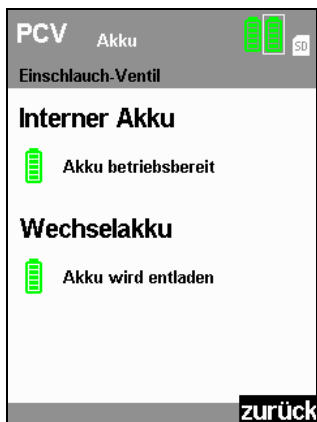 PCV Akku SD
Einschlauch-Ventil
Interner Akku
Akku betriebsbereit
Wechselakku
Akku wird entladen
zurück